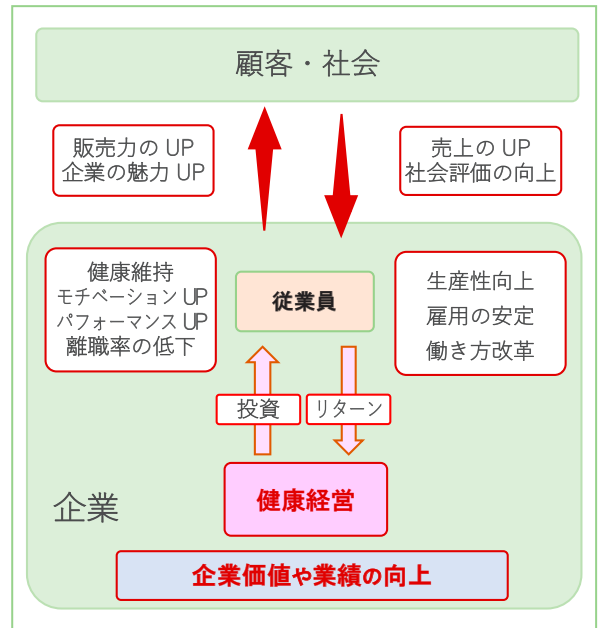 顧客・社会
販売力の UP
企業の魅力 UP
売上の UP
社会評価の向上
健康維持
モチベーション UP
パフォーマンス UP
離職率の低下
従業員
生産性向上
雇用の安定
働き方改革
投資
リターン
健康経営
企業
企業価値や業績の向上